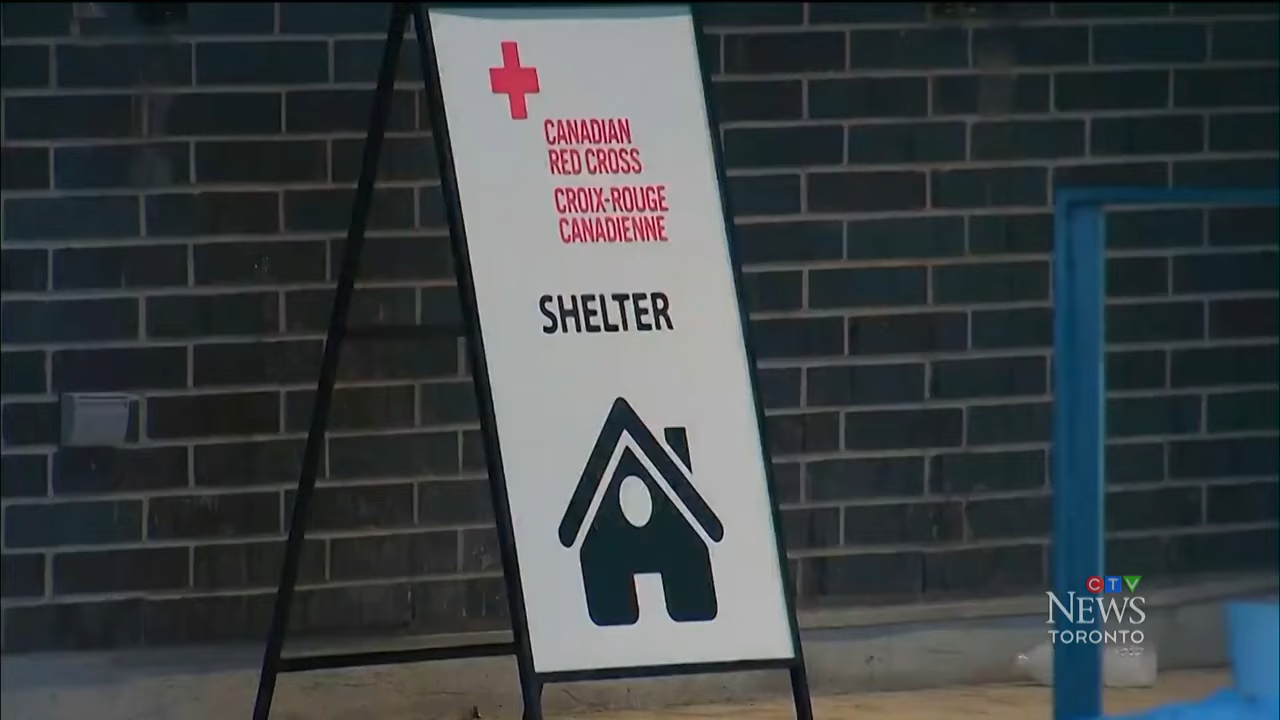 CANADIAN
RED CROSS
CROIX-ROUGE
CANADIENNE
SHELTER
CTV
NEWS
TORONTO